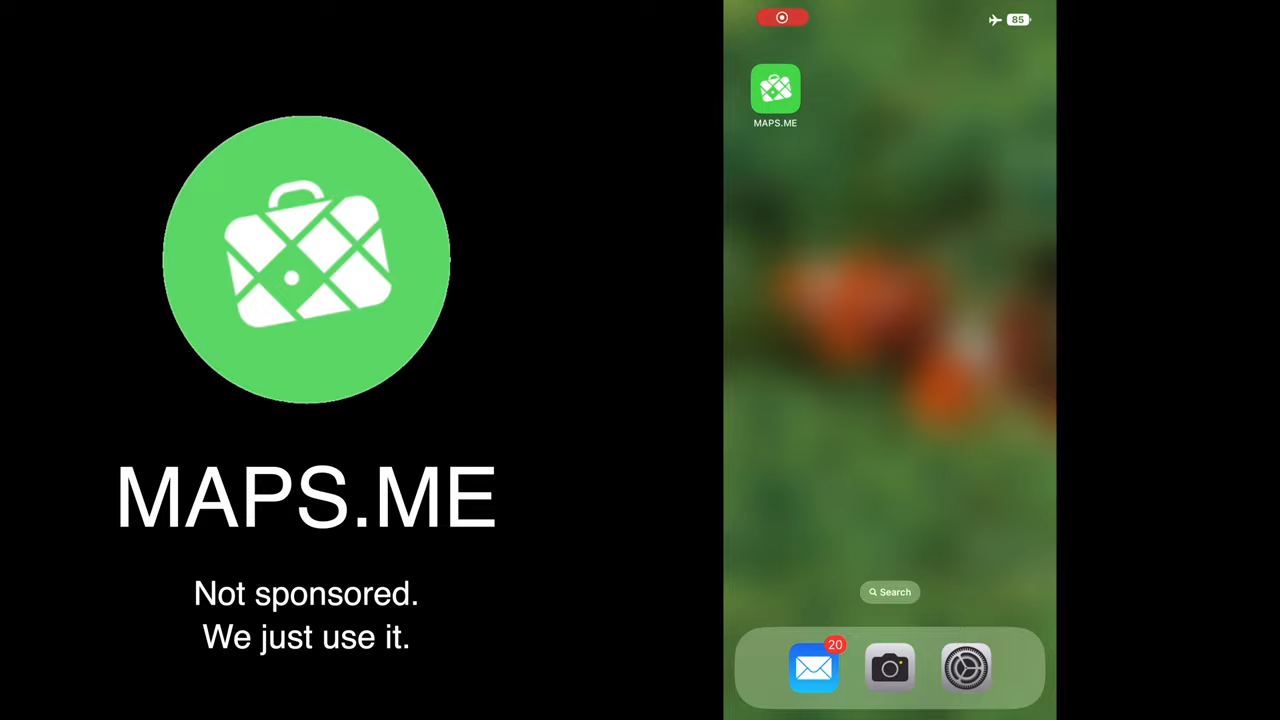 MAPS.ME
Not sponsored.
We just use it.
85
MAPS.ME
Search
20